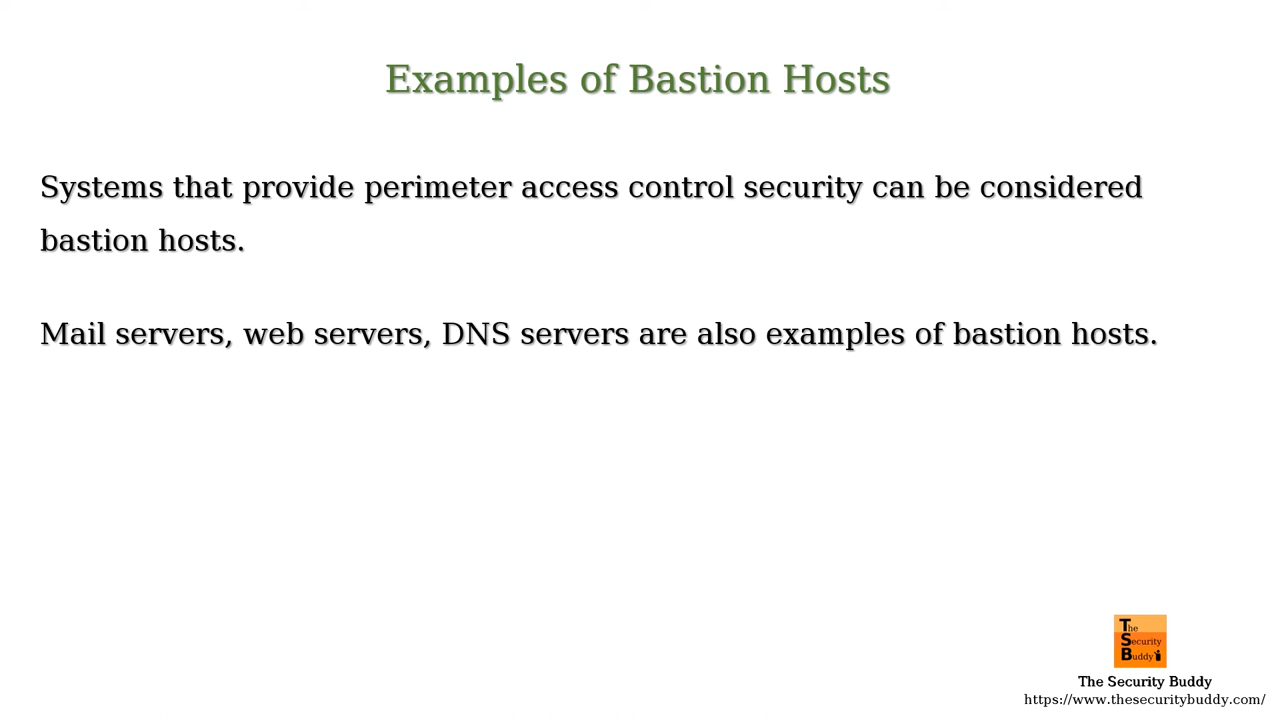 Examples of Bastion Hosts
Systems that provide perimeter access control security can be considered
bastion hosts.
Mail servers, web servers, DNS servers are also examples of bastion hosts.
The
Security
Buddy
The Security Buddy
https://www.thesecuritybuddy.com/